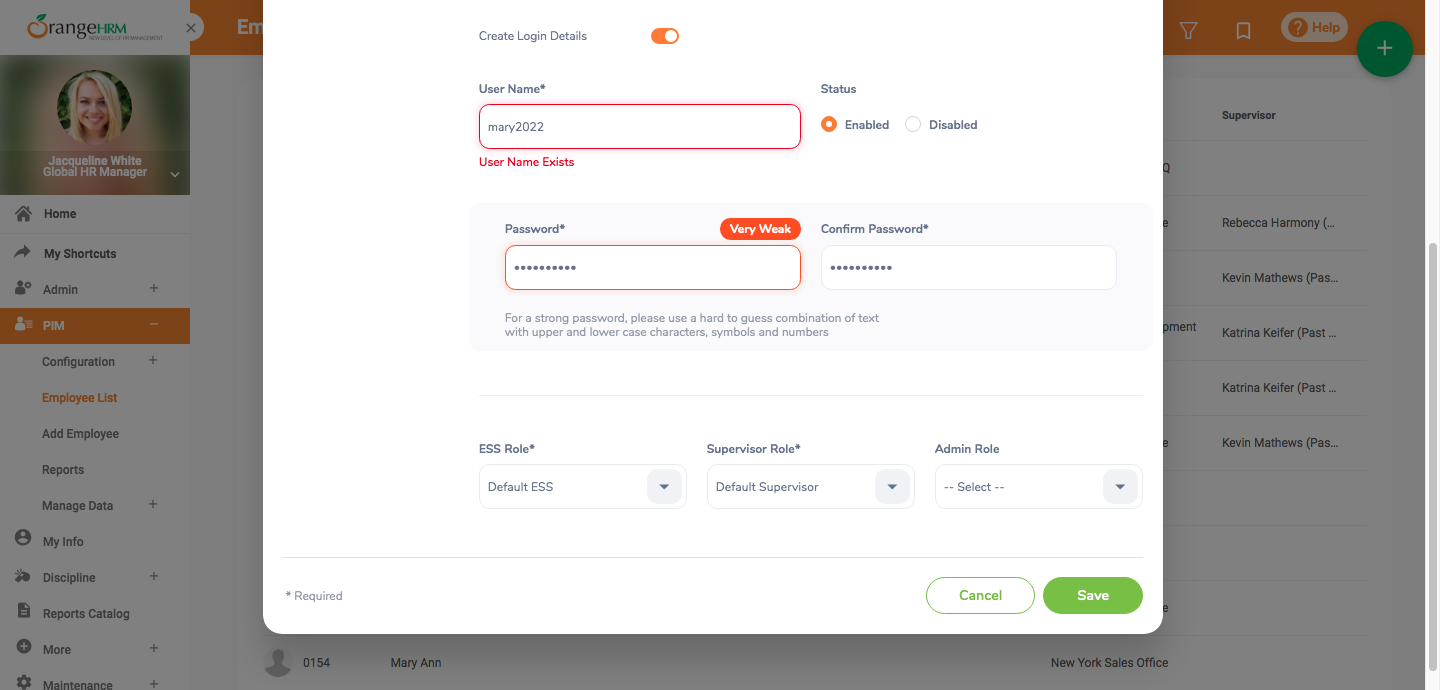 OrangeHRM
NEW LEVEL OF HR MANAGEMENT
Jacqueline White
Global HR Manager
Home
My Shortcuts
Admin
PIM
Configuration
Employee List
Add Employee
Reports
Manage Data
My Info
Discipline
Reports Catalog
More
Maintenance
Em
Help
Create Login Details
User Name*
mary2022
User Name Exists
Status
Enabled
Disabled
Password*
Very Weak
Confirm Password*
For a strong password, please use a hard to guess combination of text
with upper and lower case characters, symbols and numbers
ESS Role*
Default ESS
Supervisor Role*
Default Supervisor
Admin Role
-- Select --
* Required
Cancel
Save
Supervisor
Q
e
Rebecca Harmony (...
e
Kevin Mathews (Pas...
pment
Katrina Keifer (Past ...
Katrina Keifer (Past ...
e
Kevin Mathews (Pas...
e
0154
Mary Ann
New York Sales Office